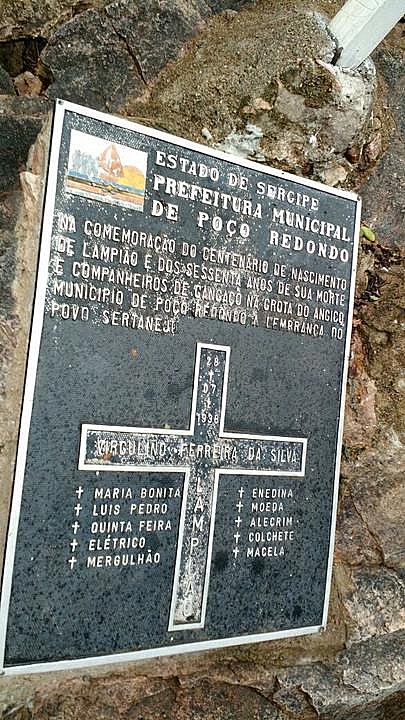 ESTADO DE SERGIPE
PREFEITURA MUNICIPAL
DE POÇO REDONDO
NA COMEMORAÇÃO DO CENTENÁRIO DE NASCIMENTO
DE LAMPIÃO E DOS SESSENTA ANOS DE SUA MORTE
E COMPANHEIROS DE CANGAÇO NA GROTA DO ANGICO
MUNICÍPIO DE POÇO REDONDO A LEMBRANÇA DO
POVO SERTANEJO
28
07
1938
VIRGULINO FERREIRA DA SILVA
LAMPIÃO
MARIA BONITA
LUIS PEDRO
QUINTA FEIRA
ELÉTRICO
MERGULHÃO
ENEDINA
MOEDA
ALECRIM
COLCHETE
MACELA